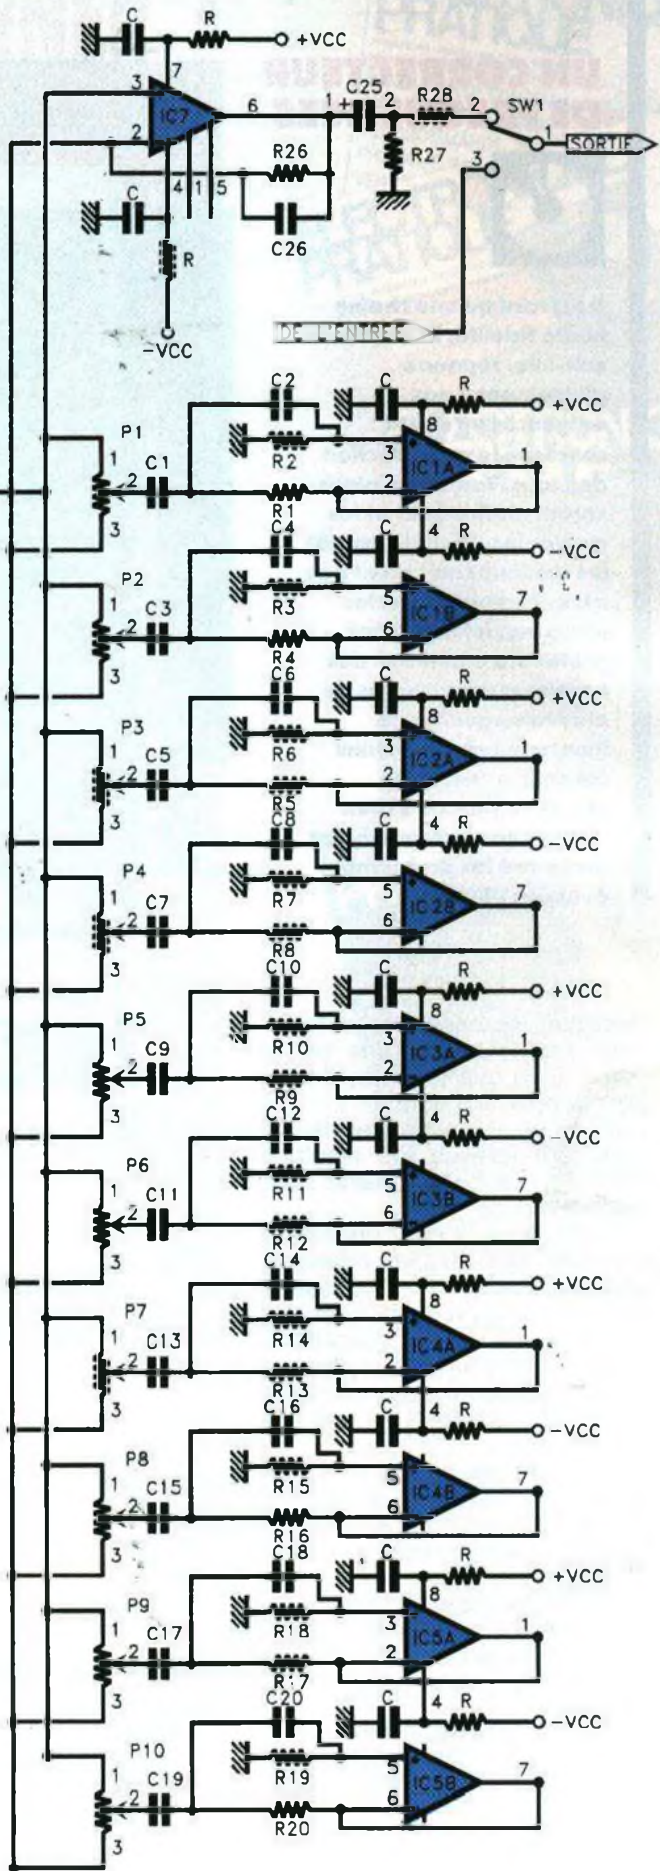 C R +VCC
3 7
IC7 6
2
4 1 5
C
R
-VCC
1 + C25 2 R28 2 SW1
1 SORTIE
R26 R27 3
C26
DE L'ENTREE
C2 C R +VCC
P1 8
1 C1 R2 3 + IC1A 1
2 2 -
3 R1
C4 C 4 R -VCC
P2
1 C3 R3 5 IC1B 7
2 6
3 R4
C6 C R +VCC
P3 8
1 C5 R6 3 IC2A 1
2 2
3 R5
C8 C 4 R -VCC
P4
1 C7 R7 5 IC2B 7
2 6
3 R8
C10 C R +VCC
P5 8
1 C9 R10 3 IC3A 1
2 2
3 R9
C12 C 4 R -VCC
P6
1 C11 R11 5 IC3B 7
2 6
3 R12
C14 C R +VCC
P7 8
1 C13 R14 3 IC4A 1
2 2
3 R13
C16 C 4 R -VCC
P8
1 C15 R15 5 IC4B 7
2 6
3 R16
C18 C R +VCC
P9 8
1 C17 R18 3 IC5A 1
2 2
3 R17
C20 C 4 R -VCC
P10
1 C19 R19 5 IC5B 7
2 6
3 R20